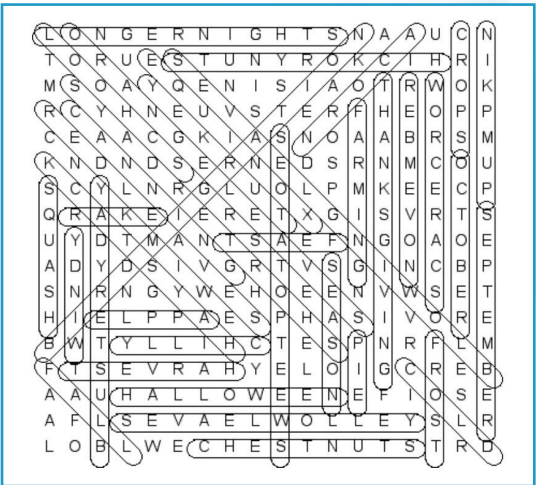 L O N G E R N I G H T S N A A U C N
T O R U E S T U N Y R O K C I H R I
M S O A Y Q E N I S I A O T R W O K
R C Y H N E U V S T E R F H E O P P
C E A A C G K I A S N O A A B R S M
K N D N D S E R N E D S R N M C O U
S C Y L N R G L U O L P M K E E C P
Q R A K E I E R E T X G I S V R T S
U Y D T M A N T S A E F N G O A O E
A D Y D S I V G R T V S G I N C B P
S N R N G Y W E H O E E N V W S E T
H I E L P P A E S P H A S I V O R E
B W T Y L L I H C T E S P N R F L M
F T S E V R A H Y E L O I G C R E B
A A U H A L L O W E E N E F I O S E
A F L S E V A E L W O L L E Y S L R
L O B L W E C H E S T N U T S T R D